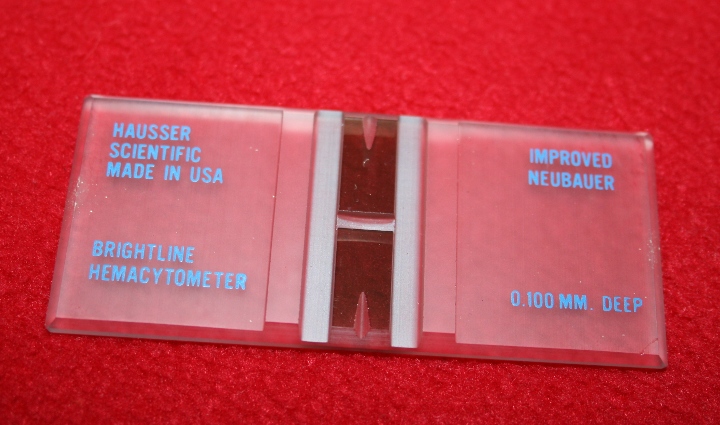 HAUSSER
SCIENTIFIC
MADE IN USA
BRIGHTLINE
HEMACYTOMETER
IMPROVED
NEUBAUER
0.100 MM. DEEP